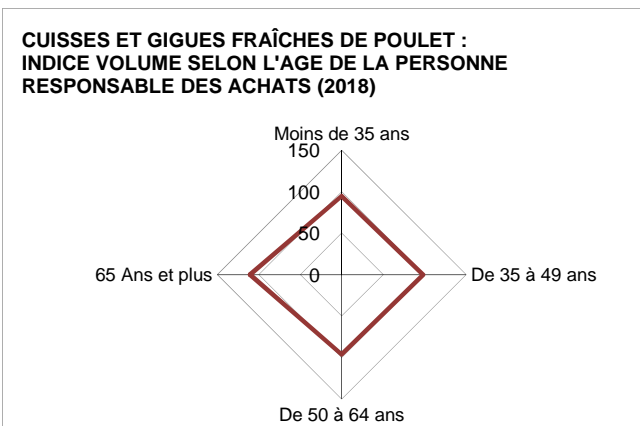 CUISSES ET GIGUES FRAÎCHES DE POULET :
INDICE VOLUME SELON L'AGE DE LA PERSONNE
RESPONSABLE DES ACHATS (2018)
Moins de 35 ans
150
100
50
65 Ans et plus
0
De 35 à 49 ans
De 50 à 64 ans